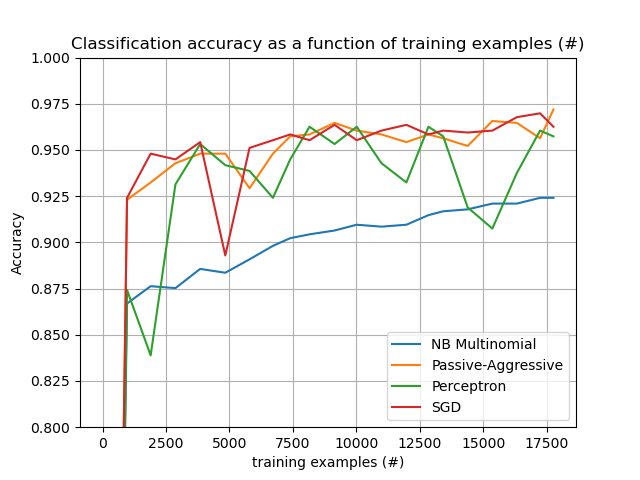 Classification accuracy as a function of training examples (#)
1.000
0.975
0.950
0.925
0.900
0.875
0.850
0.825
0.800
Accuracy
NB Multinomial
Passive-Aggressive
Perceptron
SGD
0 2500 5000 7500 10000 12500 15000 17500
training examples (#)